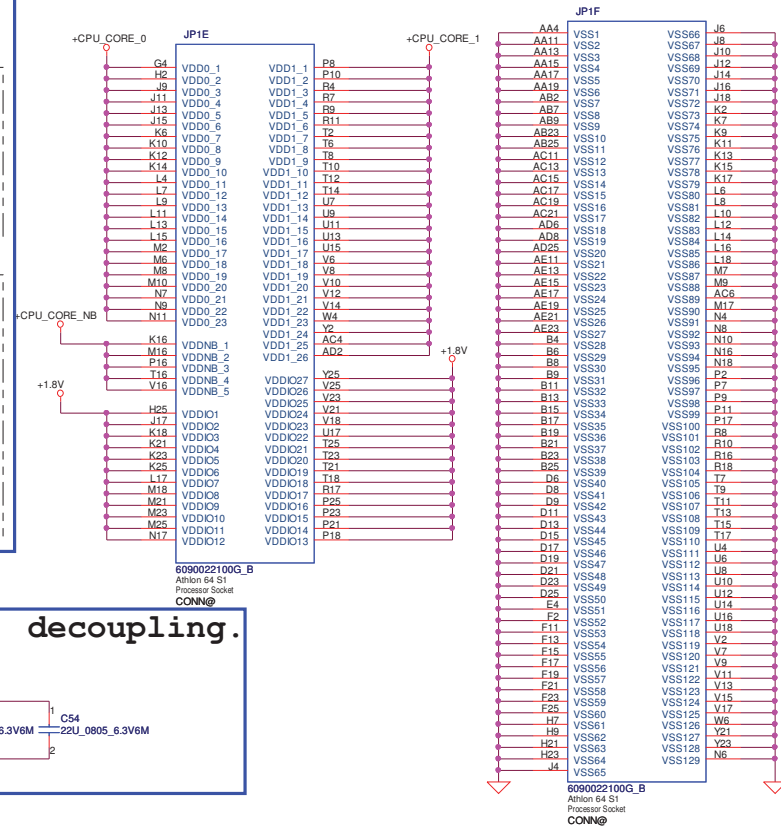 JP1E
+CPU_CORE_0 +CPU_CORE_1
G4 VDD0_1 VDD1_1 P8
H2 VDD0_2 VDD1_2 P10
J9 VDD0_3 VDD1_3 R4
J11 VDD0_4 VDD1_4 R7
J13 VDD0_5 VDD1_5 R9
J15 VDD0_6 VDD1_6 R11
K6 VDD0_7 VDD1_7 T2
K10 VDD0_8 VDD1_8 T6
K12 VDD0_9 VDD1_9 T8
K14 VDD0_10 VDD1_10 T10
L4 VDD0_11 VDD1_11 T12
L7 VDD0_12 VDD1_12 T14
L9 VDD0_13 VDD1_13 U7
L11 VDD0_14 VDD1_14 U9
L13 VDD0_15 VDD1_15 U11
L15 VDD0_16 VDD1_16 U13
M2 VDD0_17 VDD1_17 U15
M6 VDD0_18 VDD1_18 V6
M8 VDD0_19 VDD1_19 V8
M10 VDD0_20 VDD1_20 V10
N7 VDD0_21 VDD1_21 V12
N9 VDD0_22 VDD1_22 V14
N11 VDD0_23 VDD1_23 W4
VDD1_24 Y2
VDD1_25 AC4
VDD1_26 AD2
+CPU_CORE_NB
K16 VDDNB_1
M16 VDDNB_2
P16 VDDNB_3
T16 VDDNB_4
V16 VDDNB_5
+1.8V +1.8V
VDDIO27 Y25
VDDIO26 V25
VDDIO25 V23
H25 VDDIO1 VDDIO24 V21
J17 VDDIO2 VDDIO23 V18
K18 VDDIO3 VDDIO22 U17
K21 VDDIO4 VDDIO21 T25
K23 VDDIO5 VDDIO20 T23
K25 VDDIO6 VDDIO19 T21
L17 VDDIO7 VDDIO18 T18
M18 VDDIO8 VDDIO17 R17
M21 VDDIO9 VDDIO16 P25
M23 VDDIO10 VDDIO15 P23
M25 VDDIO11 VDDIO14 P21
N17 VDDIO12 VDDIO13 P18
6090022100G_B
Athlon 64 S1
Processor Socket
CONN@
decoupling.
1
C54
6.3V6M 22U_0805_6.3V6M
2
JP1F
AA4 VSS1 VSS66 J6
AA11 VSS2 VSS67 J8
AA13 VSS3 VSS68 J10
AA15 VSS4 VSS69 J12
AA17 VSS5 VSS70 J14
AA19 VSS6 VSS71 J16
AB2 VSS7 VSS72 J18
AB7 VSS8 VSS73 K2
AB9 VSS9 VSS74 K7
AB23 VSS10 VSS75 K9
AB25 VSS11 VSS76 K11
AC11 VSS12 VSS77 K13
AC13 VSS13 VSS78 K15
AC15 VSS14 VSS79 K17
AC17 VSS15 VSS80 L6
AC19 VSS16 VSS81 L8
AC21 VSS17 VSS82 L10
AD6 VSS18 VSS83 L12
AD8 VSS19 VSS84 L14
AD25 VSS20 VSS85 L16
AE11 VSS21 VSS86 L18
AE13 VSS22 VSS87 M7
AE15 VSS23 VSS88 M9
AE17 VSS24 VSS89 AC6
AE19 VSS25 VSS90 M17
AE21 VSS26 VSS91 N4
AE23 VSS27 VSS92 N8
B4 VSS28 VSS93 N10
B6 VSS29 VSS94 N16
B8 VSS30 VSS95 N18
B9 VSS31 VSS96 P2
B11 VSS32 VSS97 P7
B13 VSS33 VSS98 P9
B15 VSS34 VSS99 P11
B17 VSS35 VSS100 P17
B19 VSS36 VSS101 R8
B21 VSS37 VSS102 R10
B23 VSS38 VSS103 R16
B25 VSS39 VSS104 R18
D6 VSS40 VSS105 T7
D8 VSS41 VSS106 T9
D9 VSS42 VSS107 T11
D11 VSS43 VSS108 T13
D13 VSS44 VSS109 T15
D15 VSS45 VSS110 T17
D17 VSS46 VSS111 U4
D19 VSS47 VSS112 U6
D21 VSS48 VSS113 U8
D23 VSS49 VSS114 U10
D25 VSS50 VSS115 U12
E4 VSS51 VSS116 U14
F2 VSS52 VSS117 U16
F11 VSS53 VSS118 U18
F13 VSS54 VSS119 V2
F15 VSS55 VSS120 V7
F17 VSS56 VSS121 V9
F19 VSS57 VSS122 V11
F21 VSS58 VSS123 V13
F23 VSS59 VSS124 V15
F25 VSS60 VSS125 V17
H7 VSS61 VSS126 W6
H9 VSS62 VSS127 Y21
H21 VSS63 VSS128 Y23
H23 VSS64 VSS129 N6
J4 VSS65
6090022100G_B
Athlon 64 S1
Processor Socket
CONN@